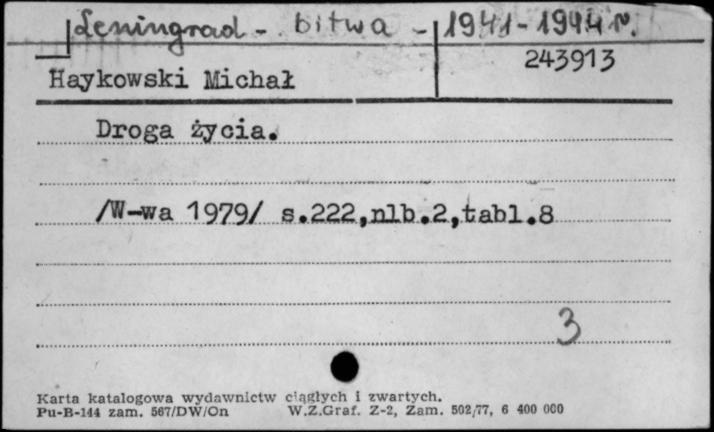 Leningrad - bitwa - 1941-1944 r.
243913
Haykowski Michał
Droga życia.
/W-wa 1979/ s.222,nlb.2,tabl.8
3
Karta katalogowa wydawnictw ciągłych i zwartych.
Pu-B-144 zam. 567/DW/On W.Z.Graf. Z-2, Zam. 502/77, 6 400 000